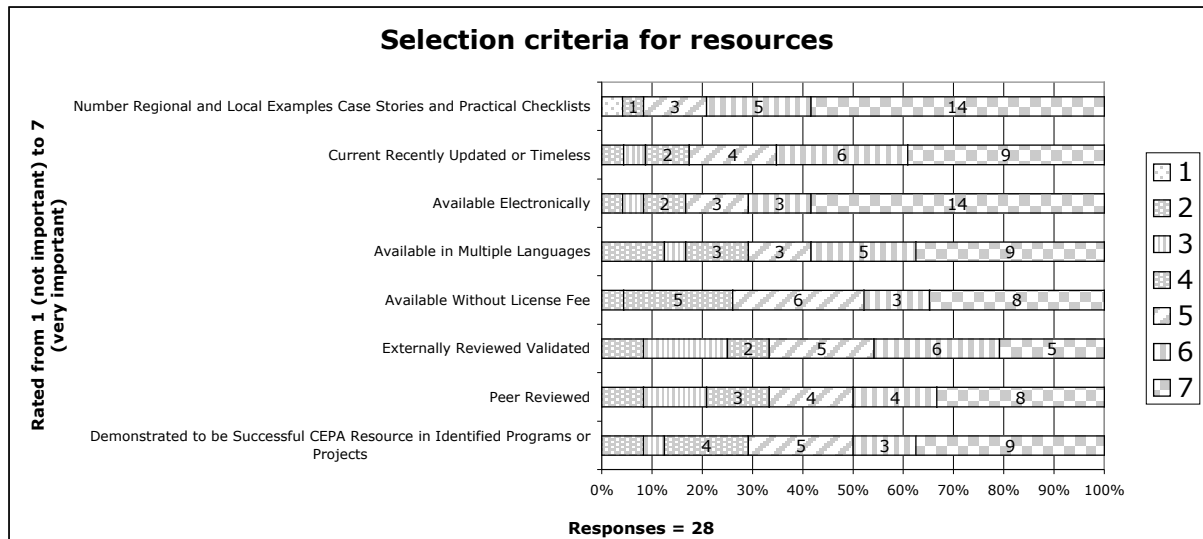 Selection criteria for resources
Rated from 1 (not important) to 7
(very important)
Number Regional and Local Examples Case Stories and Practical Checklists
1 3 5 14
Current Recently Updated or Timeless
2 4 6 9
Available Electronically
2 3 3 14
Available in Multiple Languages
3 3 5 9
Available Without License Fee
5 6 3 8
Externally Reviewed Validated
2 5 6 5
Peer Reviewed
3 4 4 8
Demonstrated to be Successful CEPA Resource in Identified Programs or
Projects
4 5 3 9
0% 10% 20% 30% 40% 50% 60% 70% 80% 90% 100%
Responses = 28
1
2
3
4
5
6
7